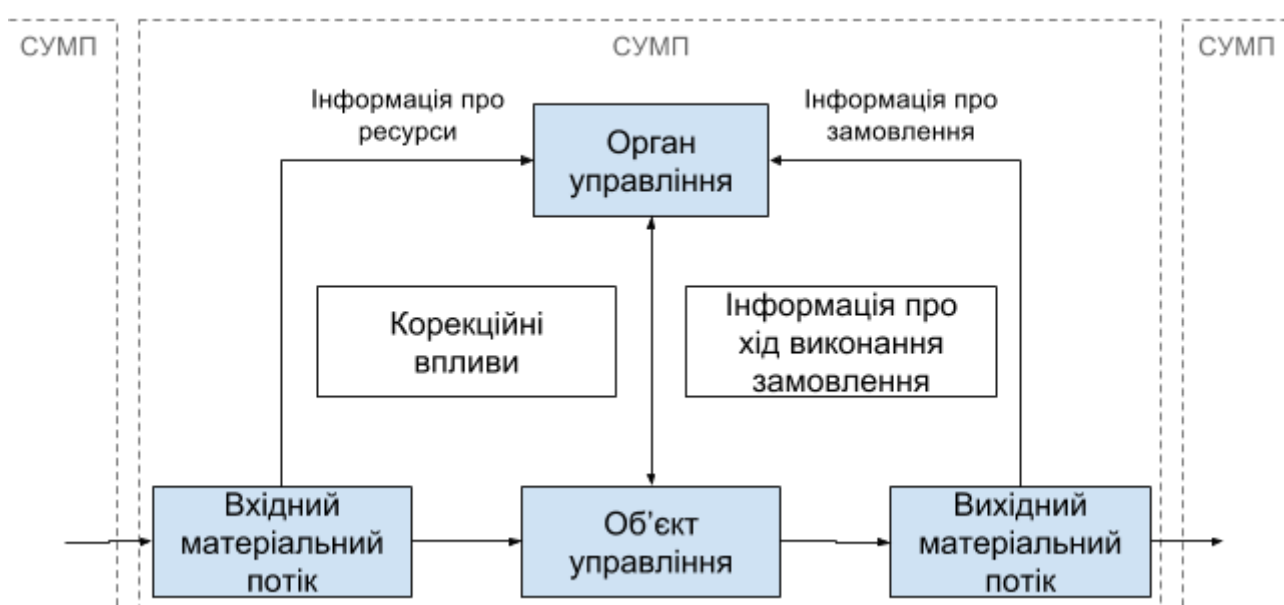 СУМП
СУМП
СУМП
Інформація про
ресурси
Орган
управління
Інформація про
замовлення
Корекційні
впливи
Інформація про
хід виконання
замовлення
Вхідний
матеріальний
потік
Об’єкт
управління
Вихідний
матеріальний
потік